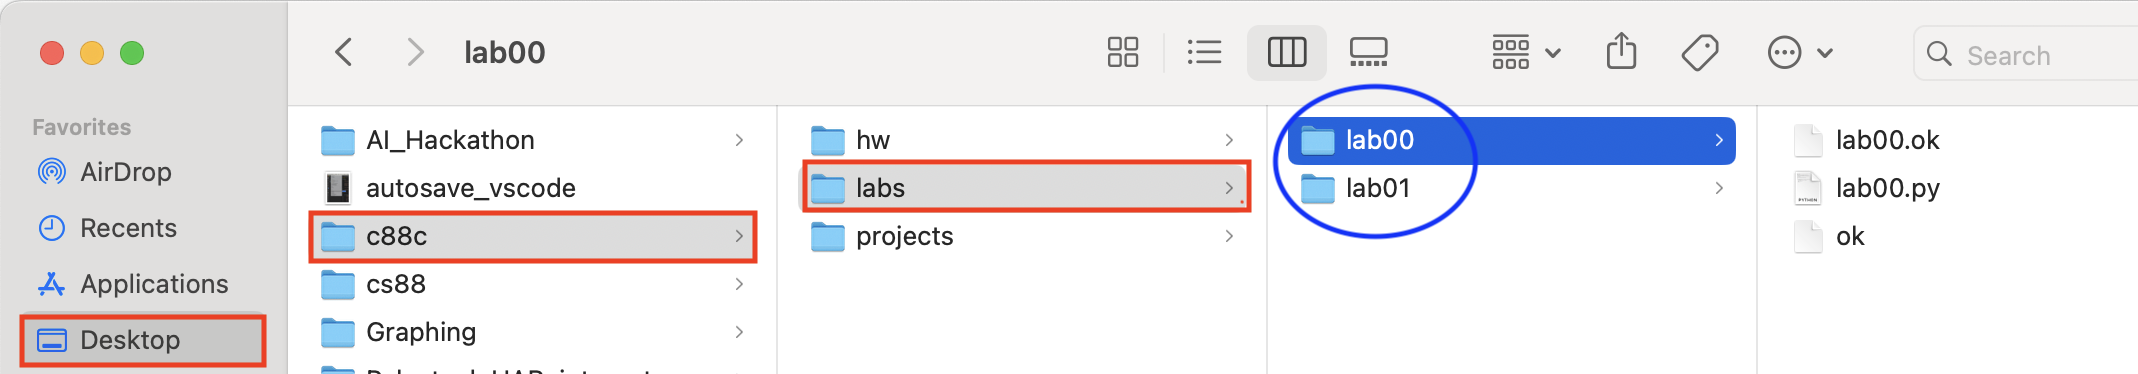 lab00
Search
Favorites
AirDrop
Recents
Applications
Desktop
AI_Hackathon
autosave_vscode
c88c
cs88
Graphing
hw
labs
projects
lab00
lab01
lab00.ok
lab00.py
PYTHON
ok